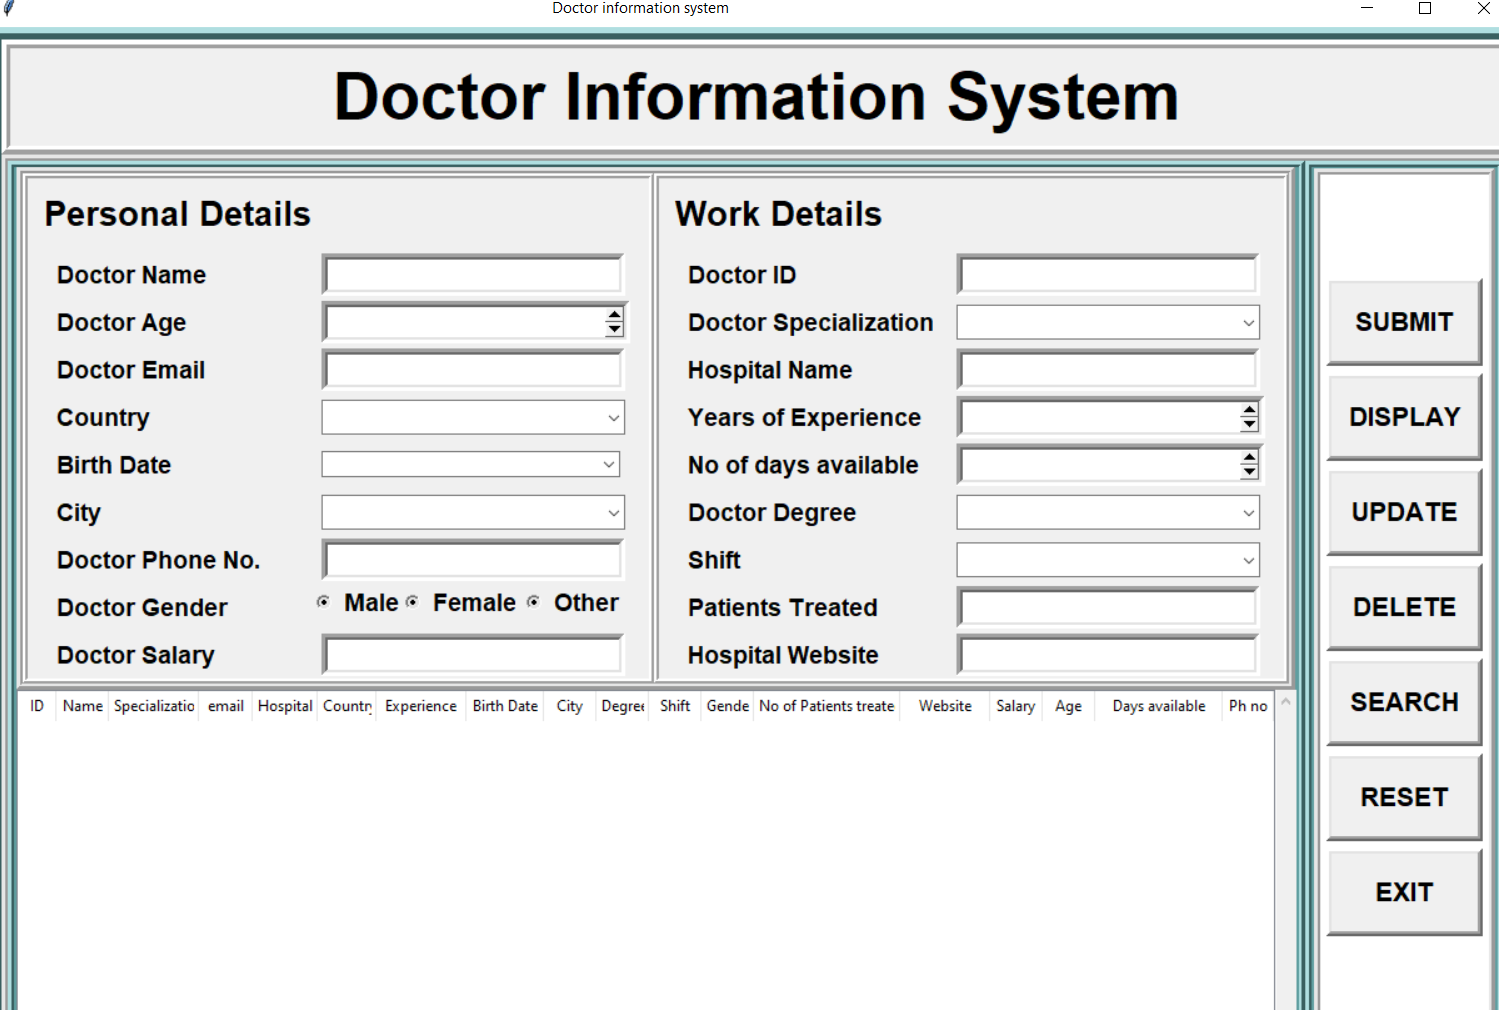 Doctor information system
Doctor Information System
Personal Details
Doctor Name
Doctor Age
Doctor Email
Country
Birth Date
City
Doctor Phone No.
Doctor Gender
Male Female Other
Doctor Salary
Work Details
Doctor ID
Doctor Specialization
Hospital Name
Years of Experience
No of days available
Doctor Degree
Shift
Patients Treated
Hospital Website
SUBMIT
DISPLAY
UPDATE
DELETE
SEARCH
RESET
EXIT
ID Name Specializatio email Hospital Country Experience Birth Date City Degree Shift Gende No of Patients treate Website Salary Age Days available Ph no